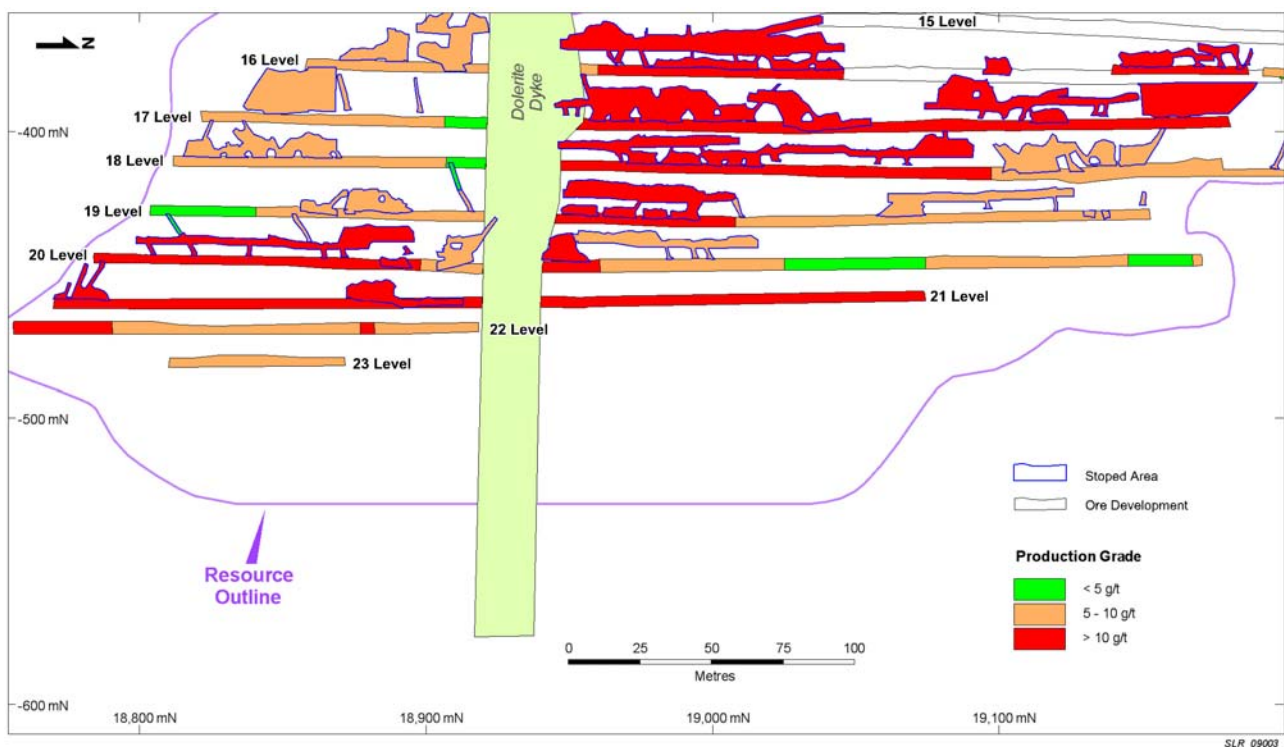 15 Level
N
16 Level
Dolerite
Dyke
17 Level
-400 mN
18 Level
19 Level
20 Level
21 Level
22 Level
23 Level
-500 mN
Stoped Area
Ore Development
Resource
Outline
Production Grade
< 5 g/t
5 - 10 g/t
> 10 g/t
0 25 50 75 100
Metres
-600 mN
18,800 mN 18,900 mN 19,000 mN 19,100 mN
SLR_09003